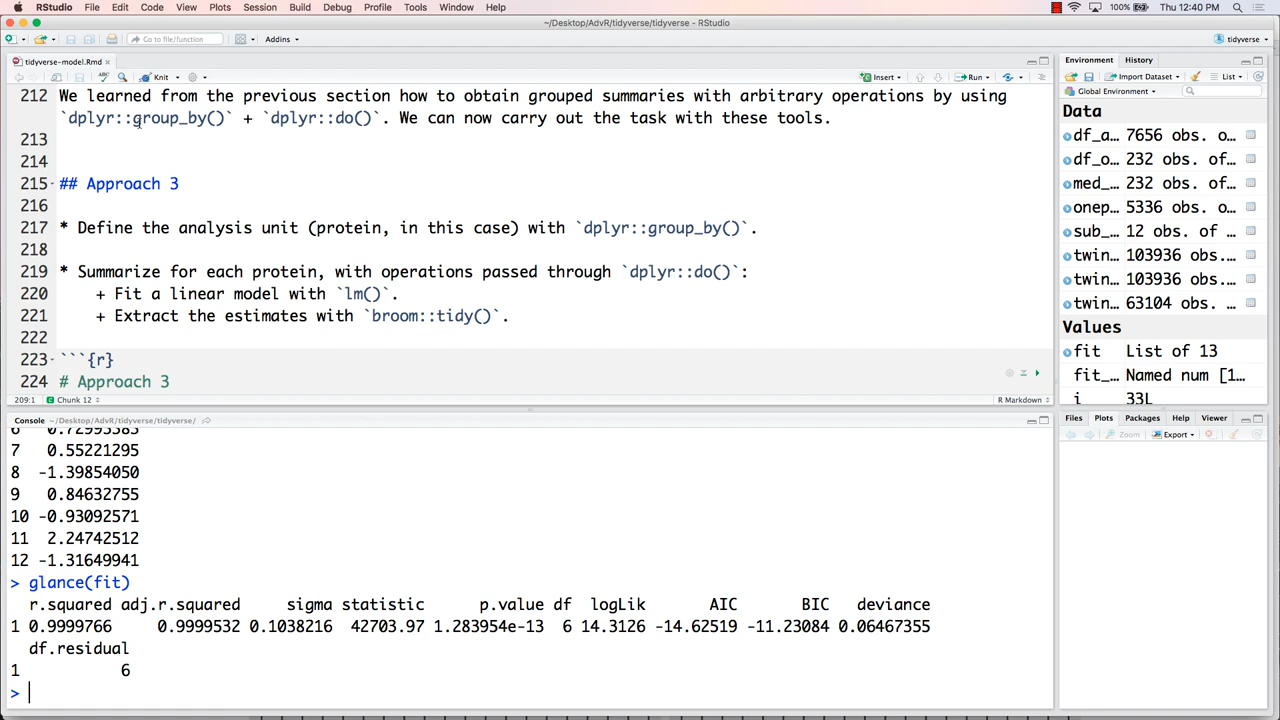 RStudio File Edit Code View Plots Session Build Debug Profile Tools Window Help 100% Thu 12:40 PM
~/Desktop/AdvR/tidyverse/tidyverse - RStudio
Go to file/function Addins tidyverse
tidyverse-model.Rmd
Knit Insert Run
212 We learned from the previous section how to obtain grouped summaries with arbitrary operations by using
`dplyr::group_by()` + `dplyr::do()`. We can now carry out the task with these tools.
213
214
215 ## Approach 3
216
217 * Define the analysis unit (protein, in this case) with `dplyr::group_by()`.
218
219 * Summarize for each protein, with operations passed through `dplyr::do()`:
220 + Fit a linear model with `lm()`.
221 + Extract the estimates with `broom::tidy()`.
222
223 ```{r}
224 # Approach 3
209:1 Chunk 12 R Markdown
Console ~/Desktop/AdvR/tidyverse/tidyverse/
6 0.72995585
7 0.55221295
8 -1.39854050
9 0.84632755
10 -0.93092571
11 2.24742512
12 -1.31649941
> glance(fit)
r.squared adj.r.squared sigma statistic p.value df logLik AIC BIC deviance
1 0.9999766 0.9999532 0.1038216 42703.97 1.283954e-13 6 14.3126 -14.62519 -11.23084 0.06467355
df.residual
1 6
>
Environment History
Import Dataset List
Global Environment
Data
df_a… 7656 obs. o…
df_o… 232 obs. of…
med_… 232 obs. of…
onep… 5336 obs. o…
sub_… 12 obs. of …
twin… 103936 obs.…
twin… 103936 obs.…
twin… 63104 obs. …
Values
fit List of 13
fit_… Named num [1…
i 33L
Files Plots Packages Help Viewer
Zoom Export